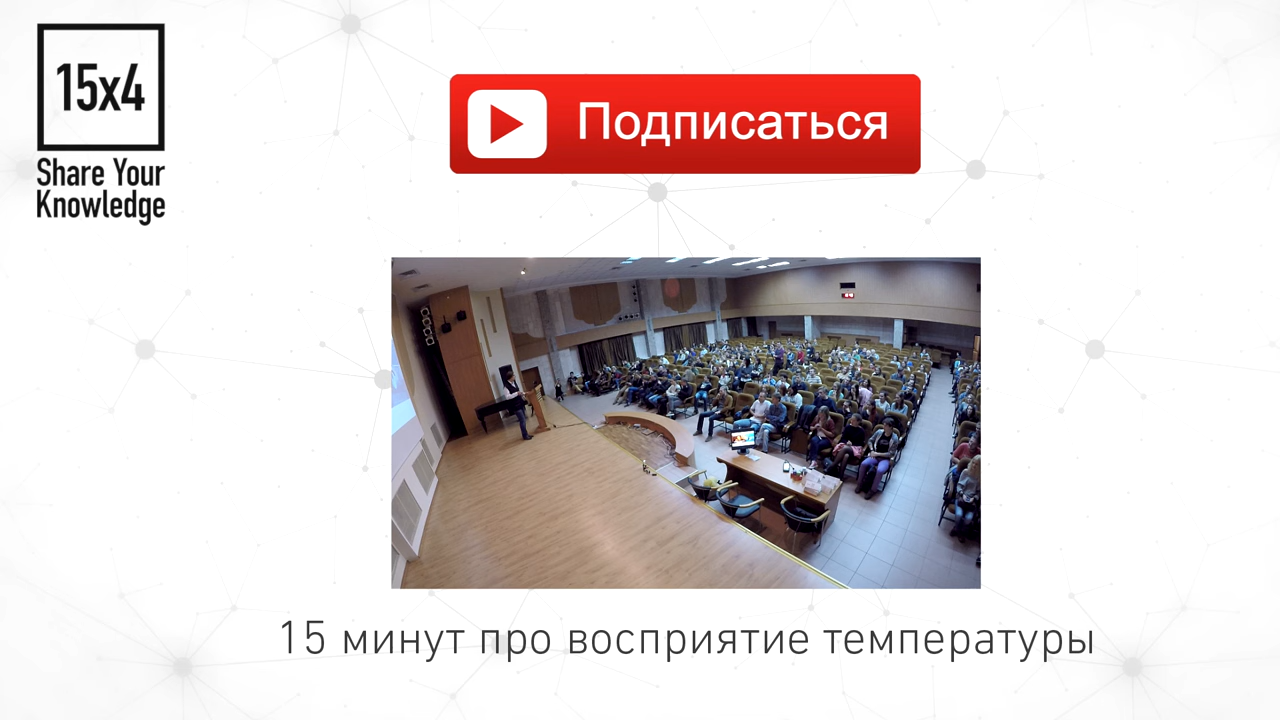 15x4
Share Your
Knowledge
Подписаться
15 минут про восприятие температуры